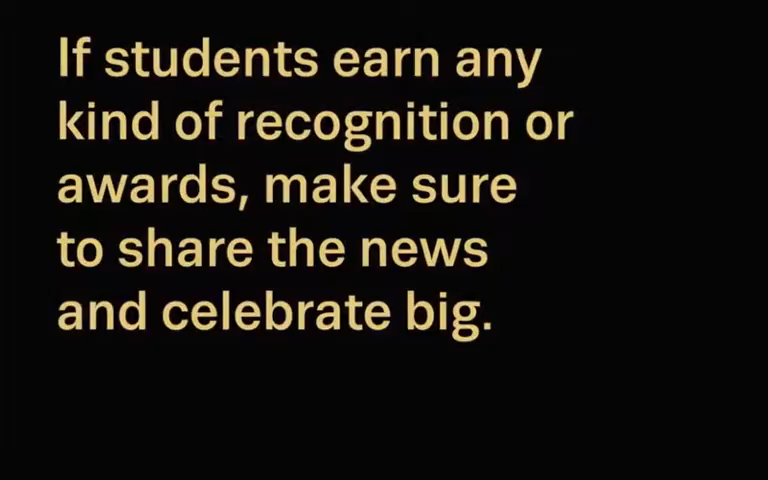 If students earn any
kind of recognition or
awards, make sure
to share the news
and celebrate big.